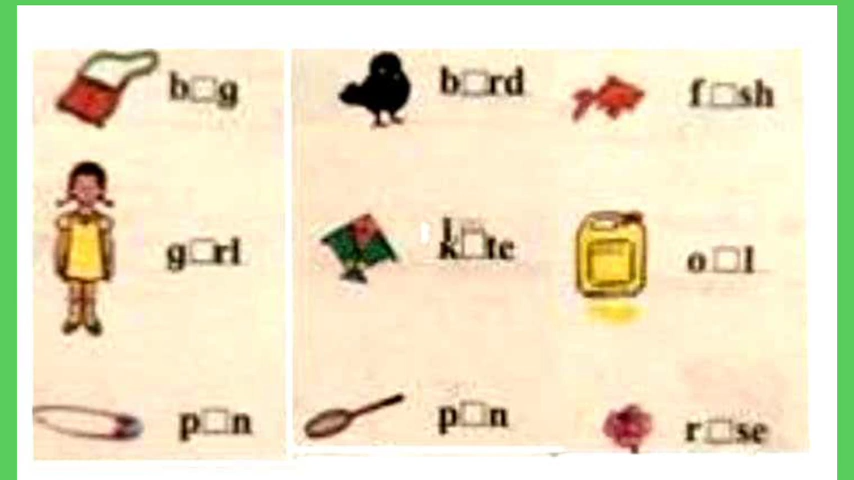 b□g b□rd f□sh
g□rl k□te o□l
p□n p□n r□se